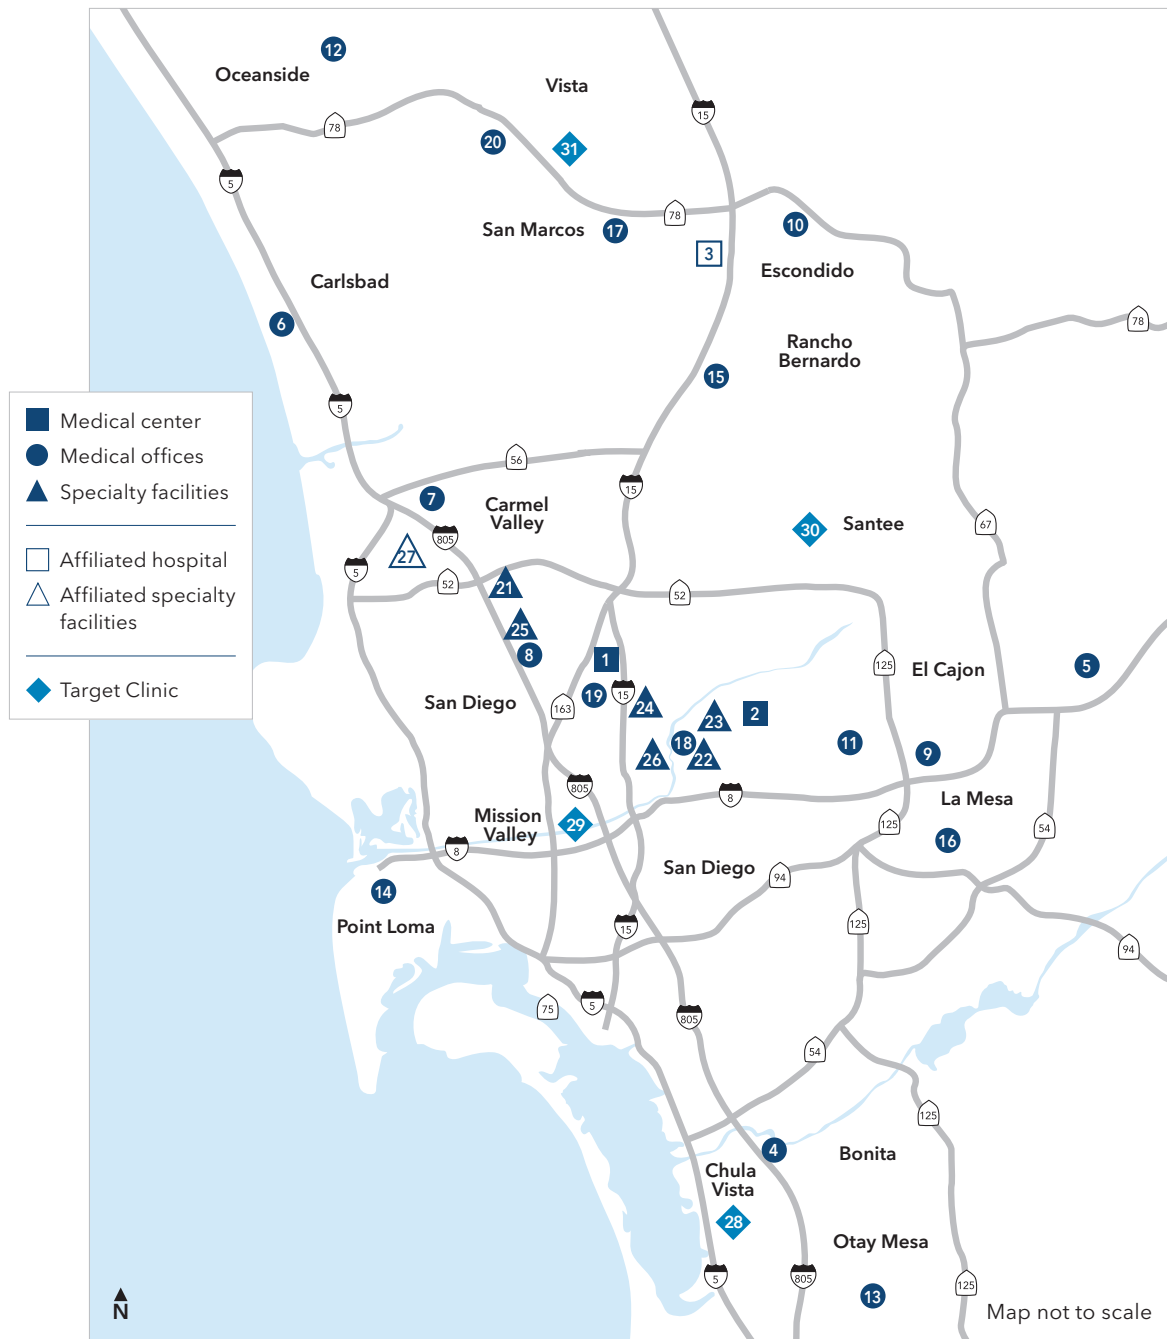 12
Oceanside
Vista
15
78
20
31
5
San Marcos
17
78
10
3
Escondido
Carlsbad
6
78
Rancho
Bernardo
15
5
Medical center
Medical offices
Specialty facilities
Affiliated hospital
Affiliated specialty
facilities
Target Clinic
56
15
7
Carmel
Valley
30
Santee
67
805
27
5
52
21
52
25
8
1
125
El Cajon
5
San Diego
19
15
163
24
23
2
18
26
22
11
9
805
8
La Mesa
Mission
Valley
29
125
54
16
8
San Diego
94
14
Point Loma
15
125
94
75
5
805
54
125
4
Bonita
Chula
Vista
28
Otay Mesa
5
805
13
125
N
Map not to scale